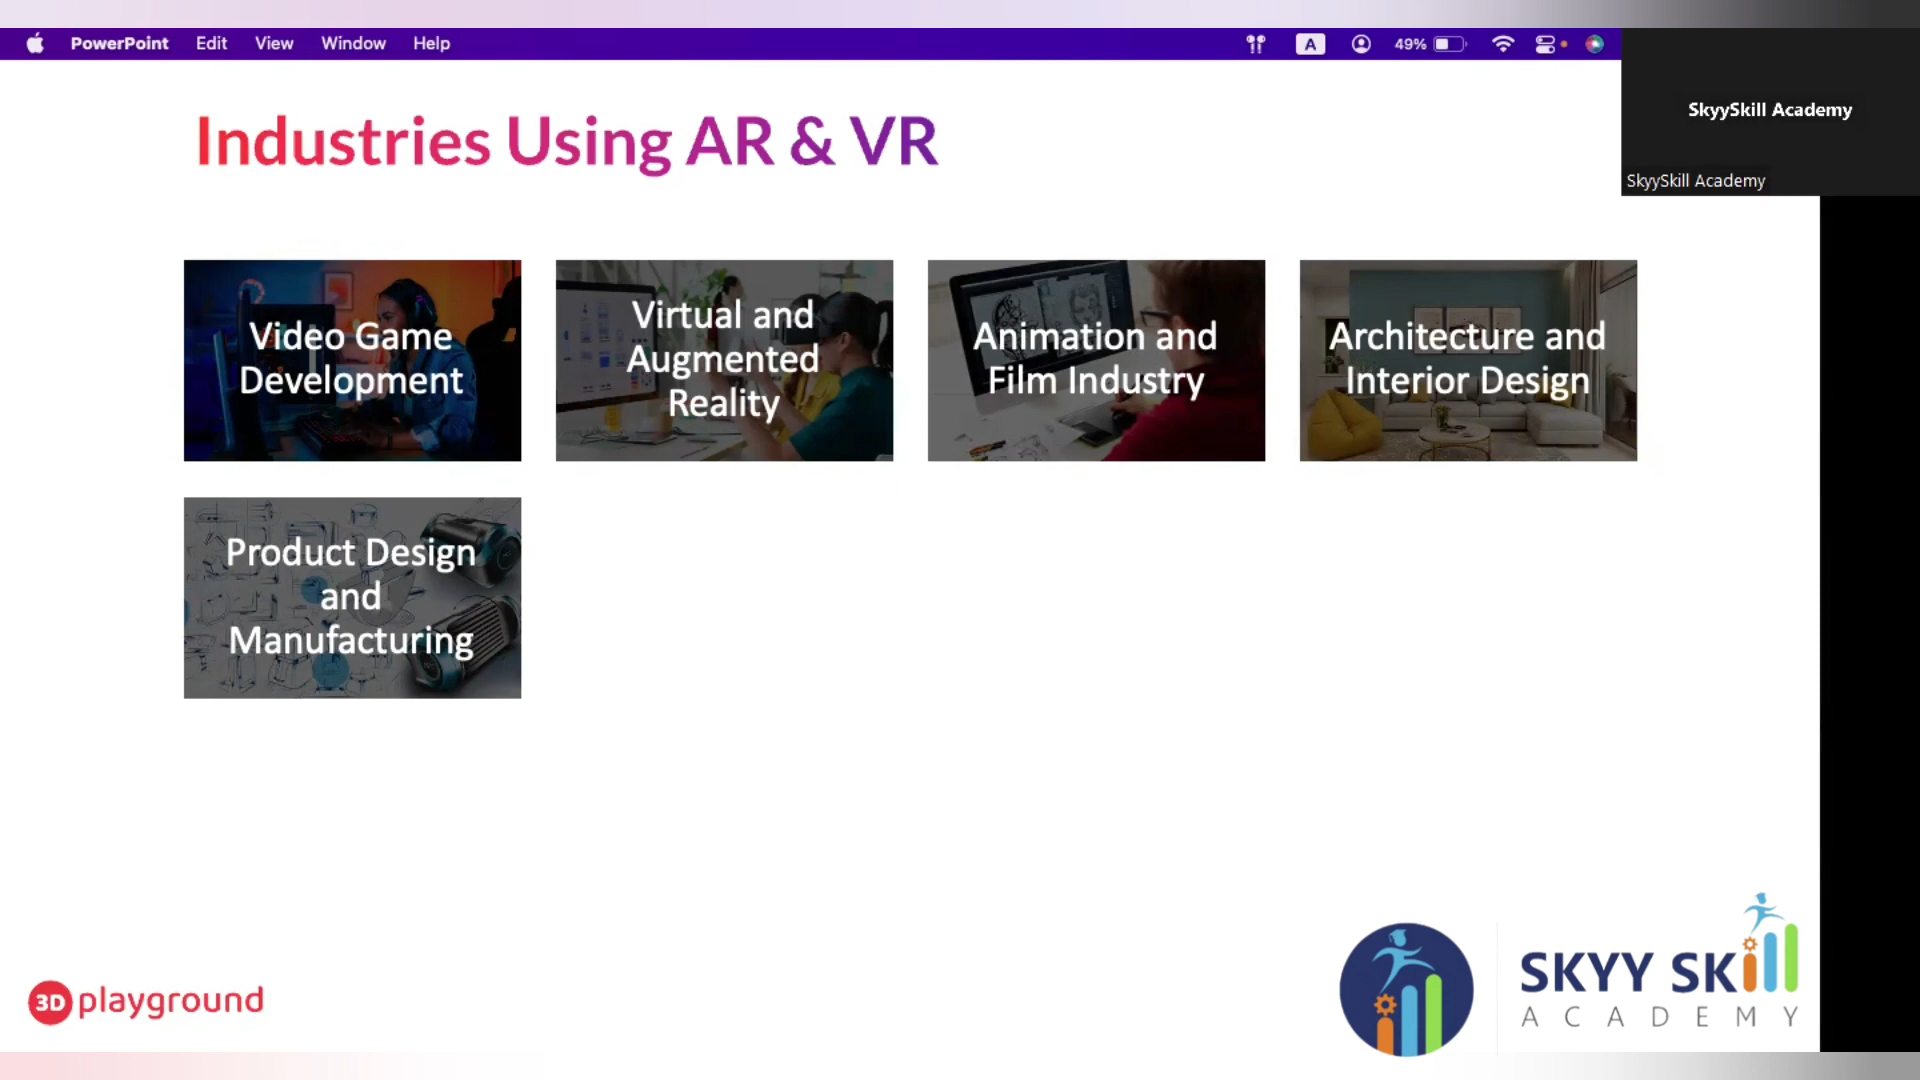 PowerPoint Edit View Window Help A 49%
SkyySkill Academy
SkyySkill Academy
Industries Using AR & VR
Video Game
Development
Virtual and
Augmented
Reality
Animation and
Film Industry
Architecture and
Interior Design
Product Design
and
Manufacturing
3D playground
SKYY SKill
ACADEMY